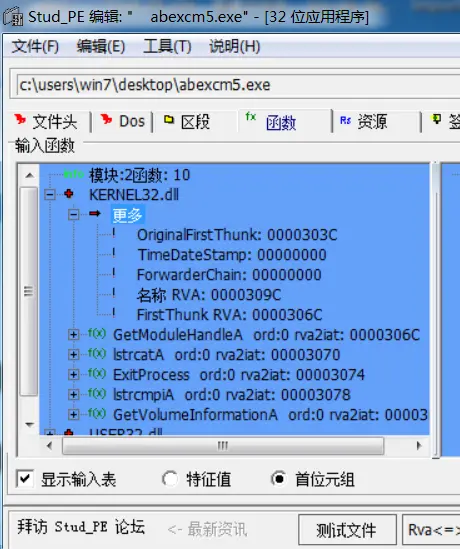 Stud_PE 编辑: "    abexcm5.exe" - [32 位应用程序]
文件(F) 编辑(E) 工具(T) 说明(H)
c:\users\win7\desktop\abexcm5.exe
文件头 Dos 区段 fx 函数 Rs 资源
输入函数
模块:2函数: 10
KERNEL32.dll
更多
OriginalFirstThunk: 0000303C
TimeDateStamp: 00000000
ForwarderChain: 00000000
名称 RVA: 0000309C
FirstThunk RVA: 0000306C
f(x) GetModuleHandleA ord:0 rva2iat: 0000306C
f(x) lstrcatA ord:0 rva2iat: 00003070
f(x) ExitProcess ord:0 rva2iat: 00003074
f(x) lstrcmpiA ord:0 rva2iat: 00003078
f(x) GetVolumeInformationA ord:0 rva2iat: 00003
USER32.dll
显示输入表 特征值 首位元组
拜访 Stud_PE 论坛 <- 最新资讯 测试文件 Rva<=>